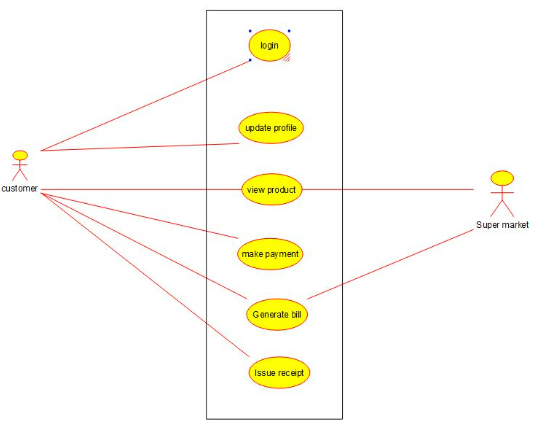 login
update profile
customer
view product
Super market
make payment
Generate bill
Issue receipt